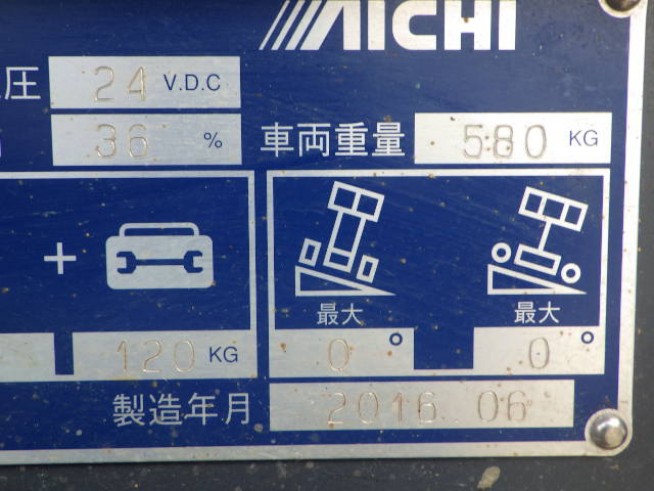 AICHI
圧 24 V.D.C
36 %
車両重量 580 KG
+
最大 最大
120 KG 0° 0°
製造年月 2016 06